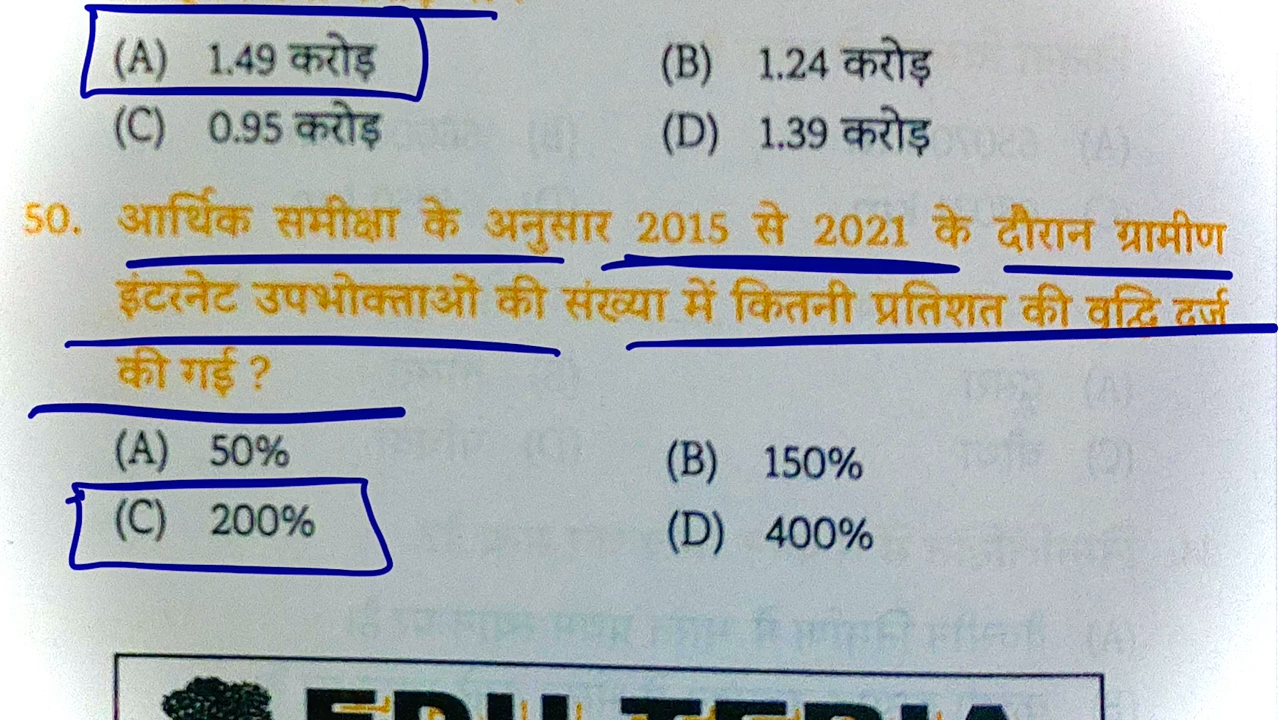 (A) 1.49 करोड़ (B) 1.24 करोड़
(C) 0.95 करोड़ (D) 1.39 करोड़
50. आर्थिक समीक्षा के अनुसार 2015 से 2021 के दौरान ग्रामीण
इंटरनेट उपभोक्ताओं की संख्या में कितनी प्रतिशत की वृद्धि दर्ज
की गई ?
(A) 50% (B) 150%
(C) 200% (D) 400%